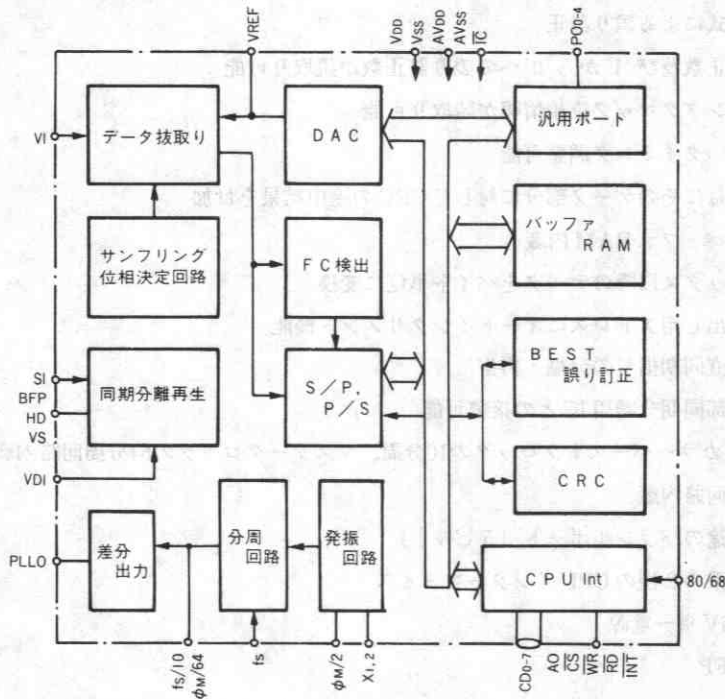 VREF
VDD
VSS
AVDD
AVSS
IC
PO0-4
VI
データ抜取り
DAC
汎用ポート
サンフリング
位相決定回路
FC検出
バッファ
RAM
SI
BFP
HD
VS
VDI
同期分離再生
S/P,
P/S
BEST
誤り訂正
CRC
PLLO
差分
出力
分周
回路
発振
回路
CPU Int
80/68
fs/10
φM/64
fs
φM/2
X1,2
CD0-7
AO
CS
WR
RD
INT